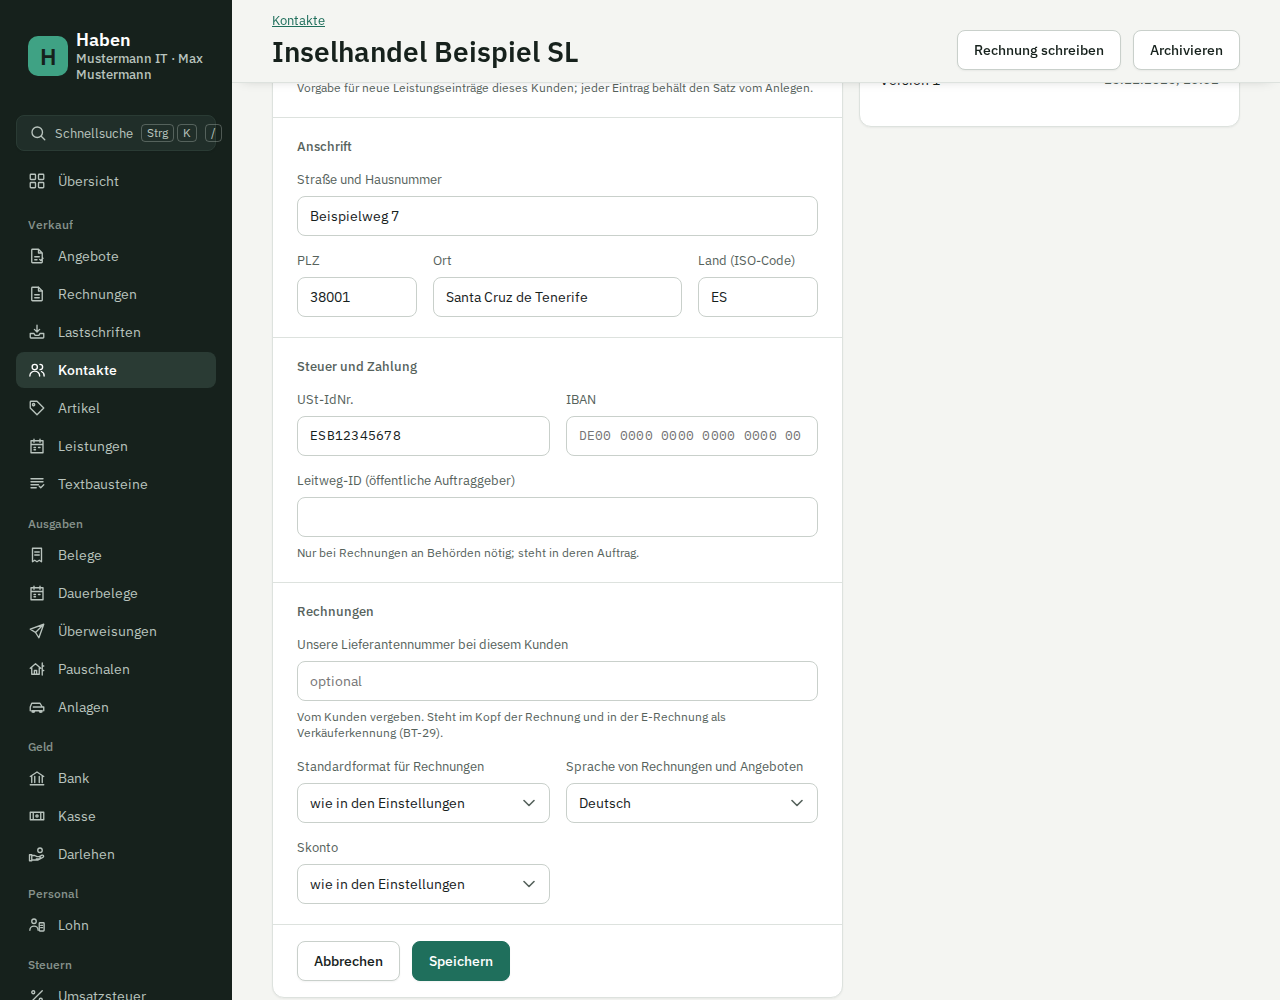 H
Haben
Mustermann IT · Max
Mustermann
Schnellsuche Strg K /
Übersicht
Verkauf
Angebote
Rechnungen
Lastschriften
Kontakte
Artikel
Leistungen
Textbausteine
Ausgaben
Belege
Dauerbelege
Überweisungen
Pauschalen
Anlagen
Geld
Bank
Kasse
Darlehen
Personal
Lohn
Steuern
Umsatzsteuer
Kontakte
Inselhandel Beispiel SL
Rechnung schreiben
Archivieren
Vorgabe für neue Leistungseinträge dieses Kunden; jeder Eintrag behält den Satz vom Anlegen.
Anschrift
Straße und Hausnummer
Beispielweg 7
PLZ Ort Land (ISO-Code)
38001 Santa Cruz de Tenerife ES
Steuer und Zahlung
USt-IdNr. IBAN
ESB12345678 DE00 0000 0000 0000 0000 00
Leitweg-ID (öffentliche Auftraggeber)
Nur bei Rechnungen an Behörden nötig; steht in deren Auftrag.
Rechnungen
Unsere Lieferantennummer bei diesem Kunden
optional
Vom Kunden vergeben. Steht im Kopf der Rechnung und in der E-Rechnung als
Verkäuferkennung (BT-29).
Standardformat für Rechnungen Sprache von Rechnungen und Angeboten
wie in den Einstellungen Deutsch
Skonto
wie in den Einstellungen
Abbrechen Speichern